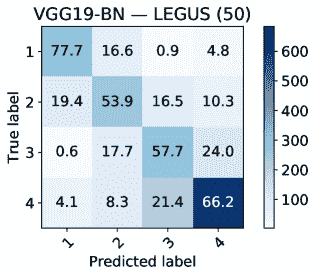 VGG19-BN — LEGUS (50)
1 77.7 16.6 0.9 4.8
2 19.4 53.9 16.5 10.3
3 0.6 17.7 57.7 24.0
4 4.1 8.3 21.4 66.2
1 2 3 4
True label
Predicted label
600
500
400
300
200
100